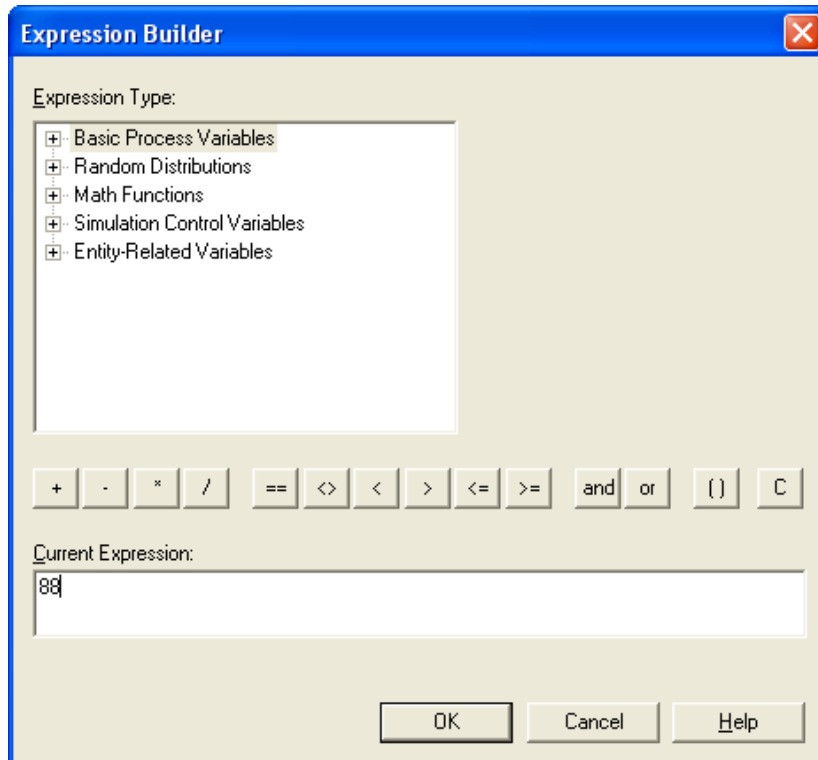 Expression Builder
Expression Type:
Basic Process Variables
Random Distributions
Math Functions
Simulation Control Variables
Entity-Related Variables
+ - * / == <> < > <= >= and or () C
Current Expression:
88
OK Cancel Help